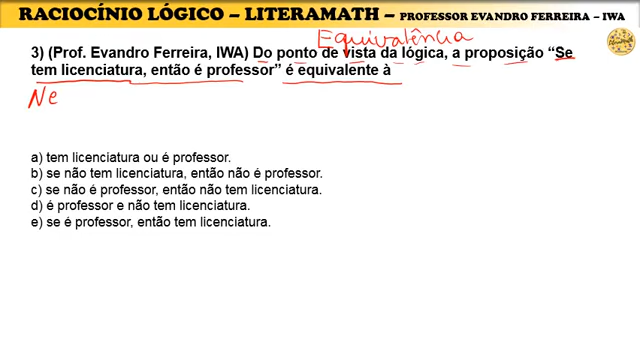 RACIOCÍNIO LÓGICO – LITERAMATH – PROFESSOR EVANDRO FERREIRA – IWA
Equivalência
3) (Prof. Evandro Ferreira, IWA) Do ponto de vista da lógica, a proposição “Se
tem licenciatura, então é professor” é equivalente à
Ne
a) tem licenciatura ou é professor.
b) se não tem licenciatura, então não é professor.
c) se não é professor, então não tem licenciatura.
d) é professor e não tem licenciatura.
e) se é professor, então tem licenciatura.